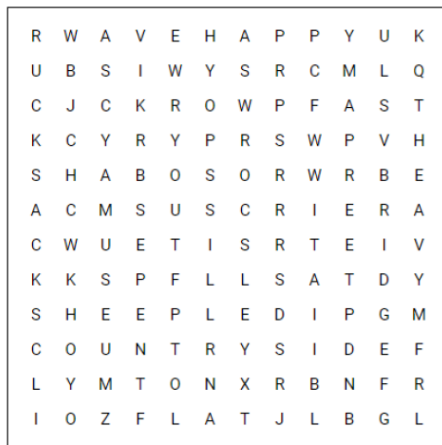 R W A V E H A P P Y U K
U B S I W Y S R C M L Q
C J C K R O W P F A S T
K C Y R Y P R S W P V H
S H A B O S O R W R B E
A C M S U S C R I E R A
C W U E T I S R T E I V
K K S P F L L S A T D Y
S H E E P L E D I P G M
C O U N T R Y S I D E F
L Y M T O N X R B N F R
I O Z F L A T J L B G L